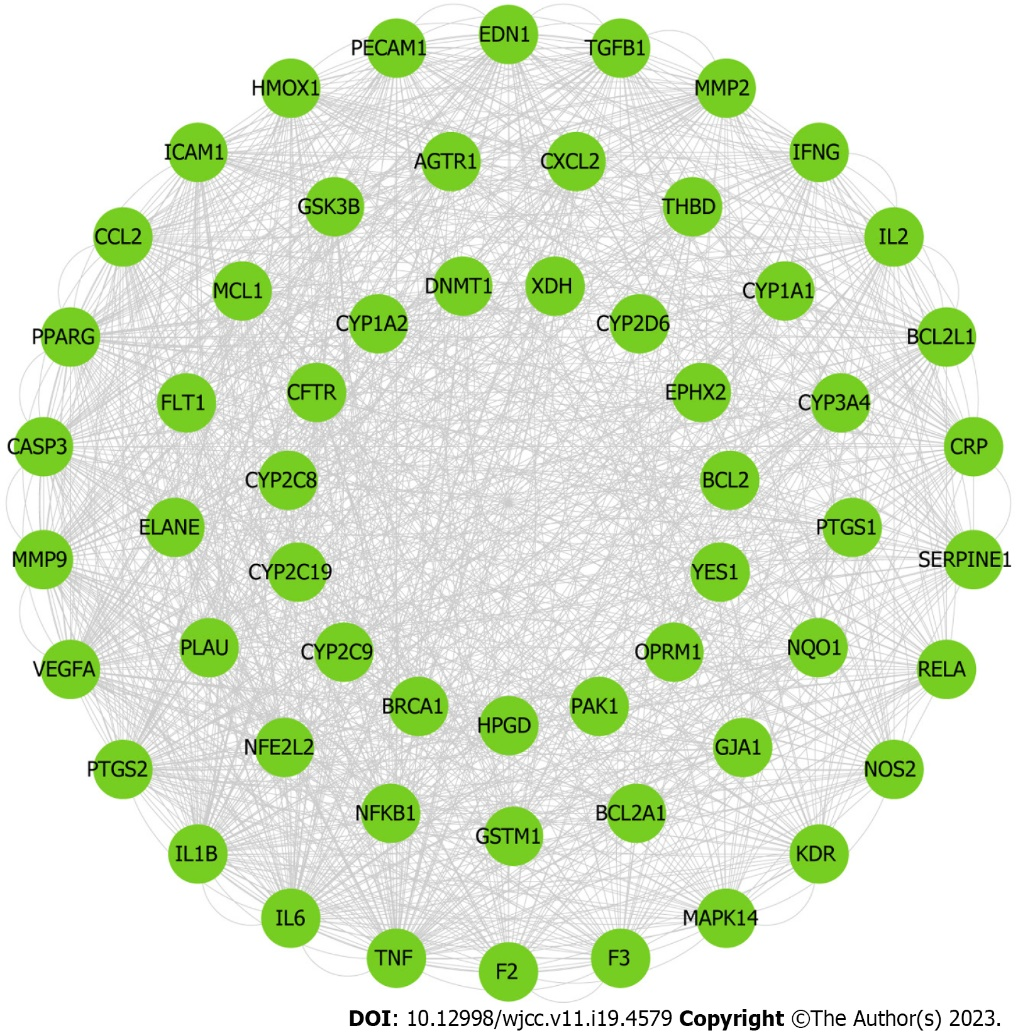 EDN1
PECAM1
TGFB1
HMOX1
MMP2
ICAM1
AGTR1
CXCL2
IFNG
GSK3B
THBD
CCL2
IL2
MCL1
DNMT1
XDH
CYP1A1
PPARG
CYP1A2
CYP2D6
BCL2L1
FLT1
CFTR
EPHX2
CYP3A4
CASP3
CRP
CYP2C8
BCL2
ELANE
PTGS1
MMP9
CYP2C19
YES1
SERPINE1
PLAU
CYP2C9
OPRM1
NQO1
VEGFA
RELA
BRCA1
HPGD
PAK1
NFE2L2
GJA1
PTGS2
NOS2
NFKB1
GSTM1
BCL2A1
IL1B
KDR
IL6
MAPK14
TNF
F2
F3
DOI: 10.12998/wjcc.v11.i19.4579 Copyright ©The Author(s) 2023.